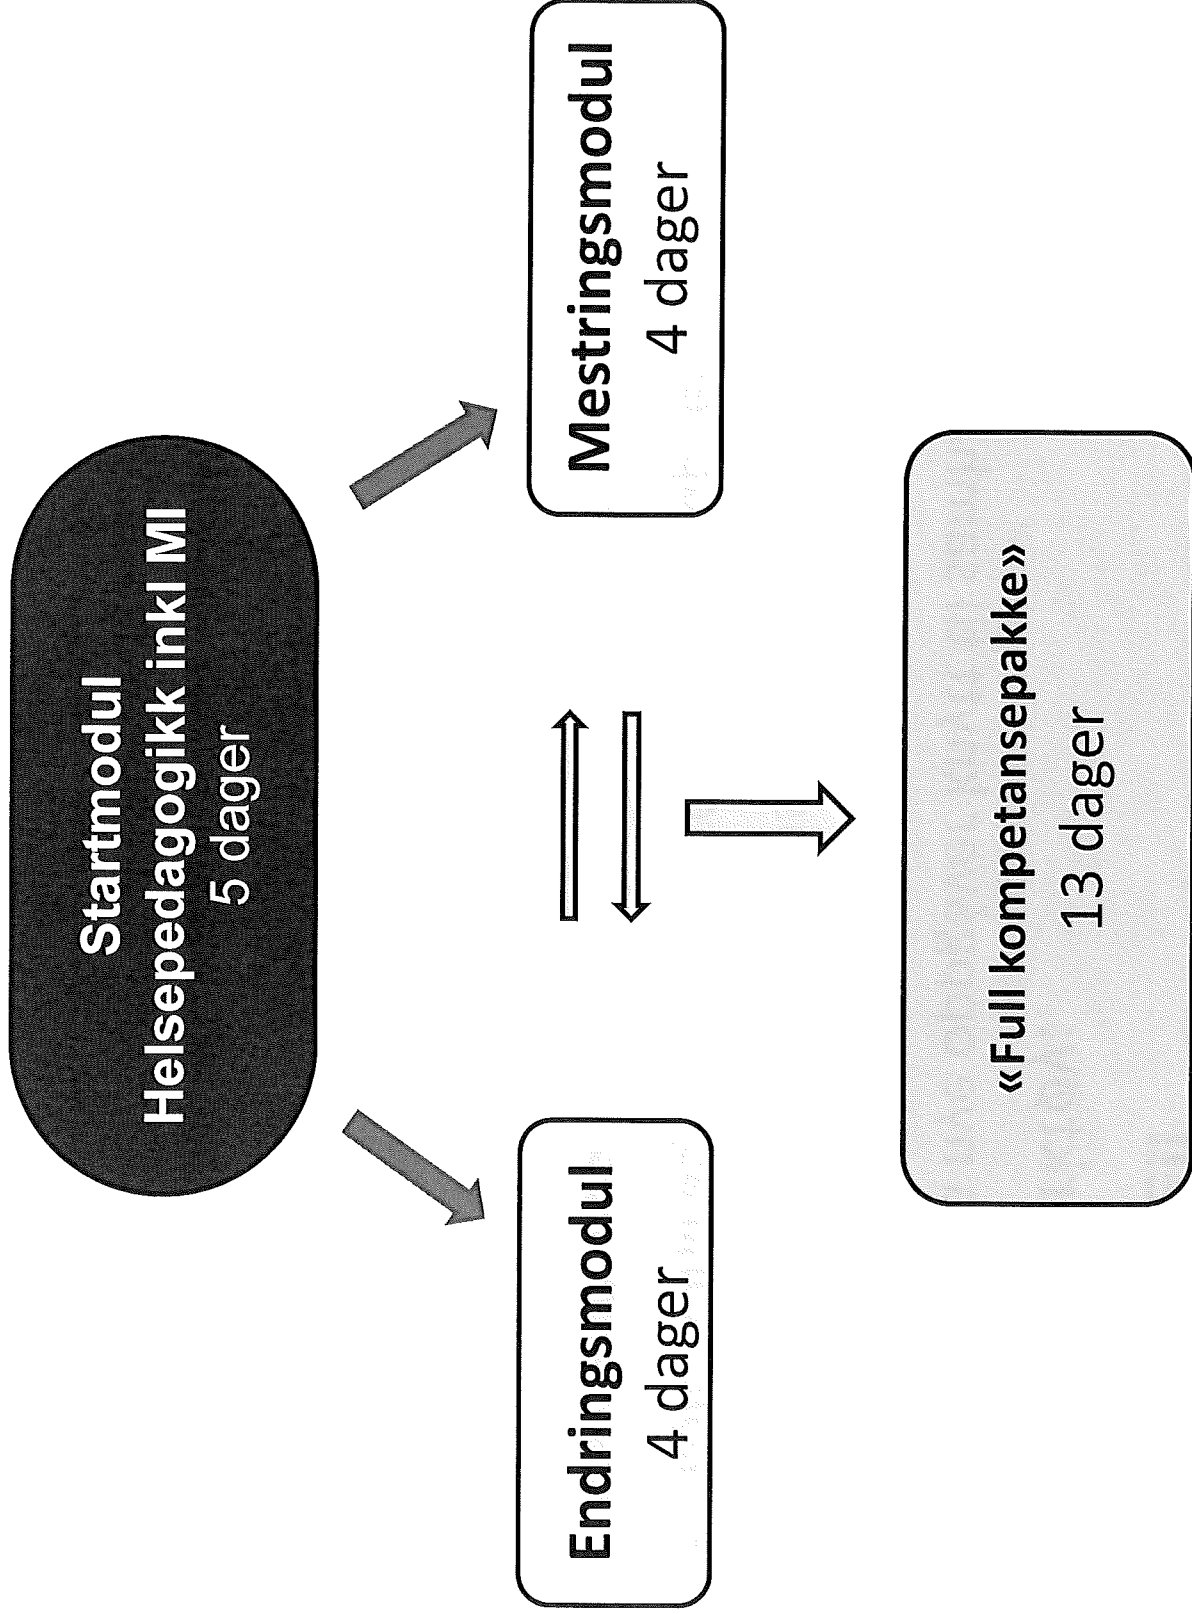 Startmodul
Helsepedagogikk inkl MI
5 dager
Endringsmodul
4 dager
Mestringsmodul
4 dager
«Full kompetansepakke»
13 dager